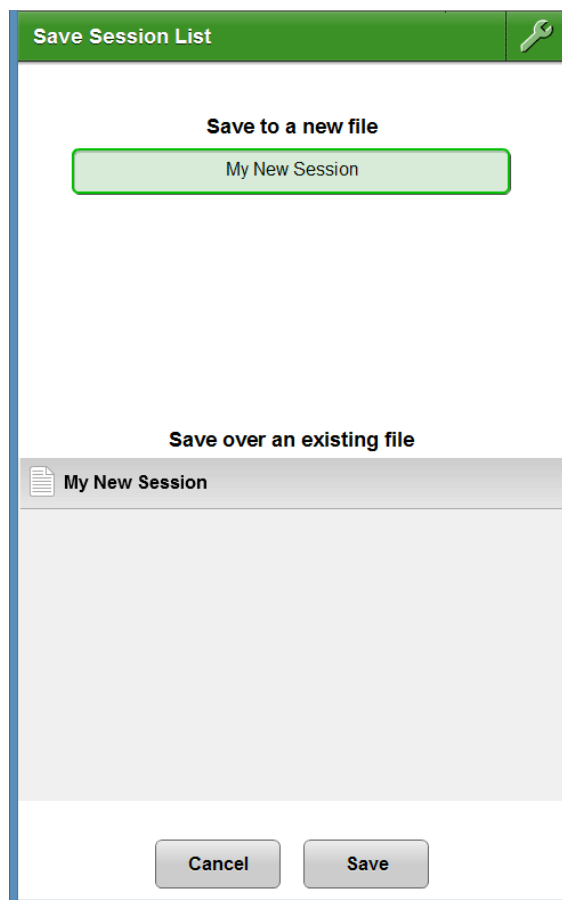 Save Session List
Save to a new file
My New Session
Save over an existing file
My New Session
Cancel Save